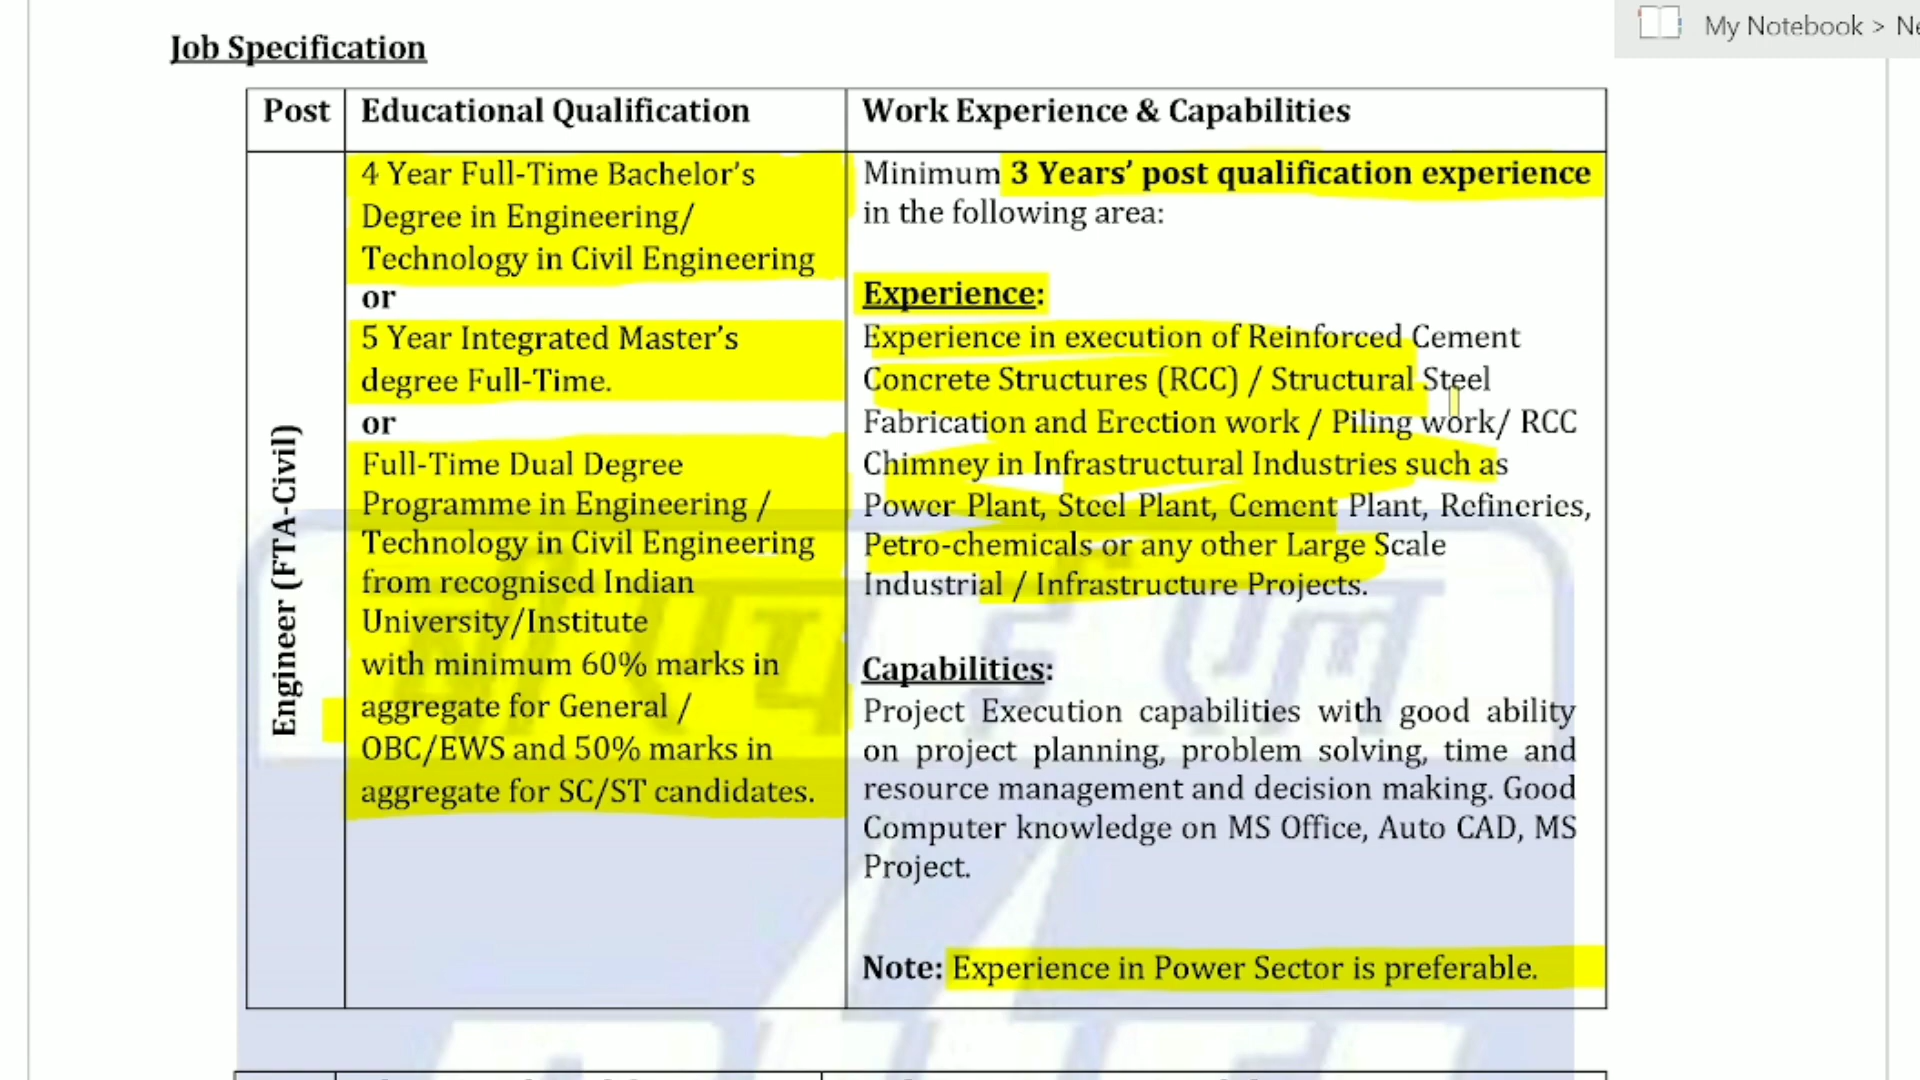 My Notebook > Ne
Job Specification
Post
Educational Qualification
Work Experience & Capabilities
Engineer (FTA-Civil)
4 Year Full-Time Bachelor's
Degree in Engineering/
Technology in Civil Engineering
or
5 Year Integrated Master's
degree Full-Time.
or
Full-Time Dual Degree
Programme in Engineering /
Technology in Civil Engineering
from recognised Indian
University/Institute
with minimum 60% marks in
aggregate for General /
OBC/EWS and 50% marks in
aggregate for SC/ST candidates.
Minimum 3 Years' post qualification experience
in the following area:
Experience:
Experience in execution of Reinforced Cement
Concrete Structures (RCC) / Structural Steel
Fabrication and Erection work / Piling work/ RCC
Chimney in Infrastructural Industries such as
Power Plant, Steel Plant, Cement Plant, Refineries,
Petro-chemicals or any other Large Scale
Industrial / Infrastructure Projects.
Capabilities:
Project Execution capabilities with good ability
on project planning, problem solving, time and
resource management and decision making. Good
Computer knowledge on MS Office, Auto CAD, MS
Project.
Note: Experience in Power Sector is preferable.